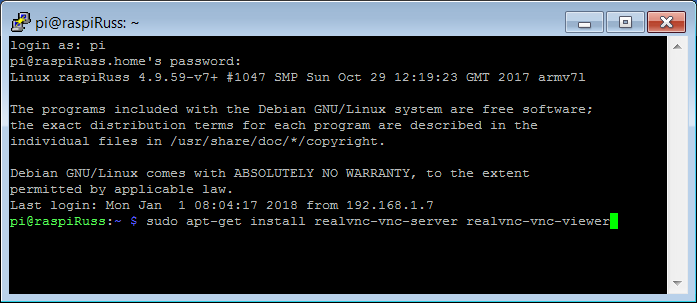 pi@raspiRuss: ~
login as: pi
pi@raspiRuss.home's password:
Linux raspiRuss 4.9.59-v7+ #1047 SMP Sun Oct 29 12:19:23 GMT 2017 armv7l
The programs included with the Debian GNU/Linux system are free software;
the exact distribution terms for each program are described in the
individual files in /usr/share/doc/*/copyright.
Debian GNU/Linux comes with ABSOLUTELY NO WARRANTY, to the extent
permitted by applicable law.
Last login: Mon Jan  1 08:04:17 2018 from 192.168.1.7
pi@raspiRuss:~ $ sudo apt-get install realvnc-vnc-server realvnc-vnc-viewer